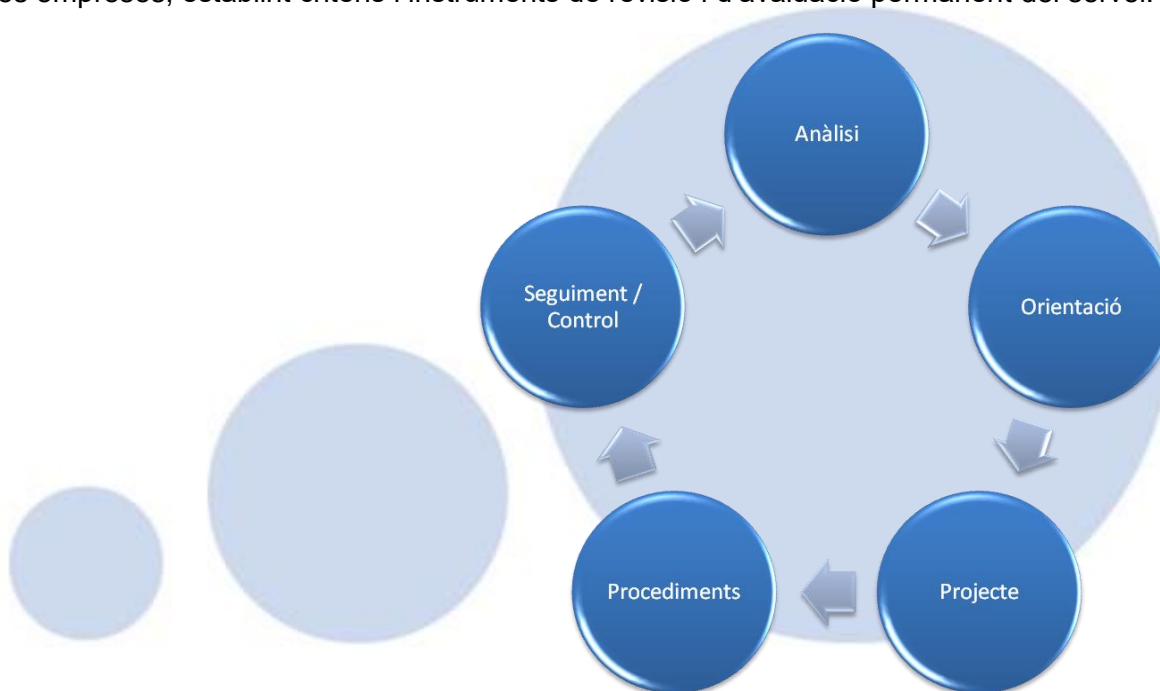 es empreses, establint criteris i instruments de revisió i d'avaluació permanent del servei.
Anàlisi
Orientació
Projecte
Procediments
Seguiment /
Control